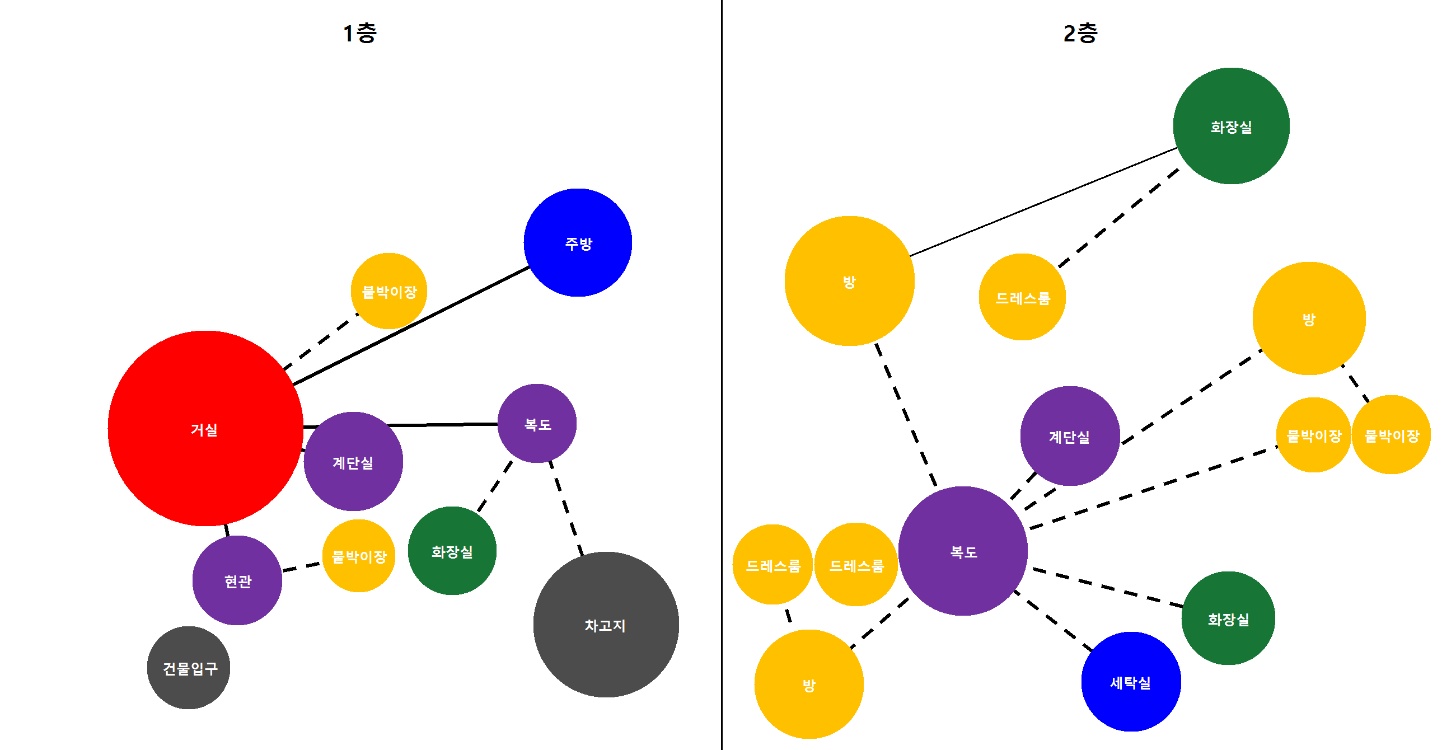 1층
2층
주방
붙박이장
거실
복도
계단실
붙박이장
화장실
현관
차고지
건물입구
화장실
방
드레스룸
방
계단실
붙박이장
붙박이장
복도
드레스룸
드레스룸
화장실
세탁실
방